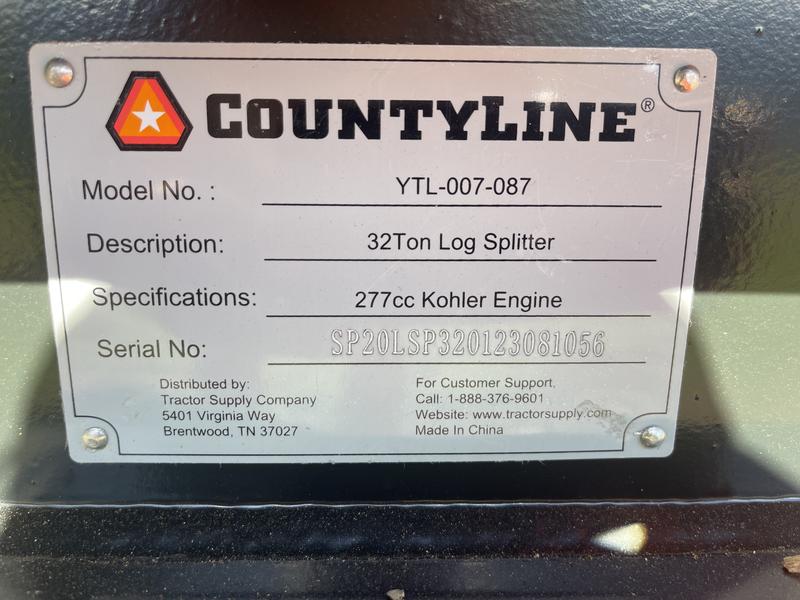 COUNTYLINE®
Model No. : YTL-007-087
Description: 32Ton Log Splitter
Specifications: 277cc Kohler Engine
Serial No: SP20LSP320123081056
Distributed by:
Tractor Supply Company
5401 Virginia Way
Brentwood, TN 37027
For Customer Support,
Call: 1-888-376-9601
Website: www.tractorsupply.com
Made In China